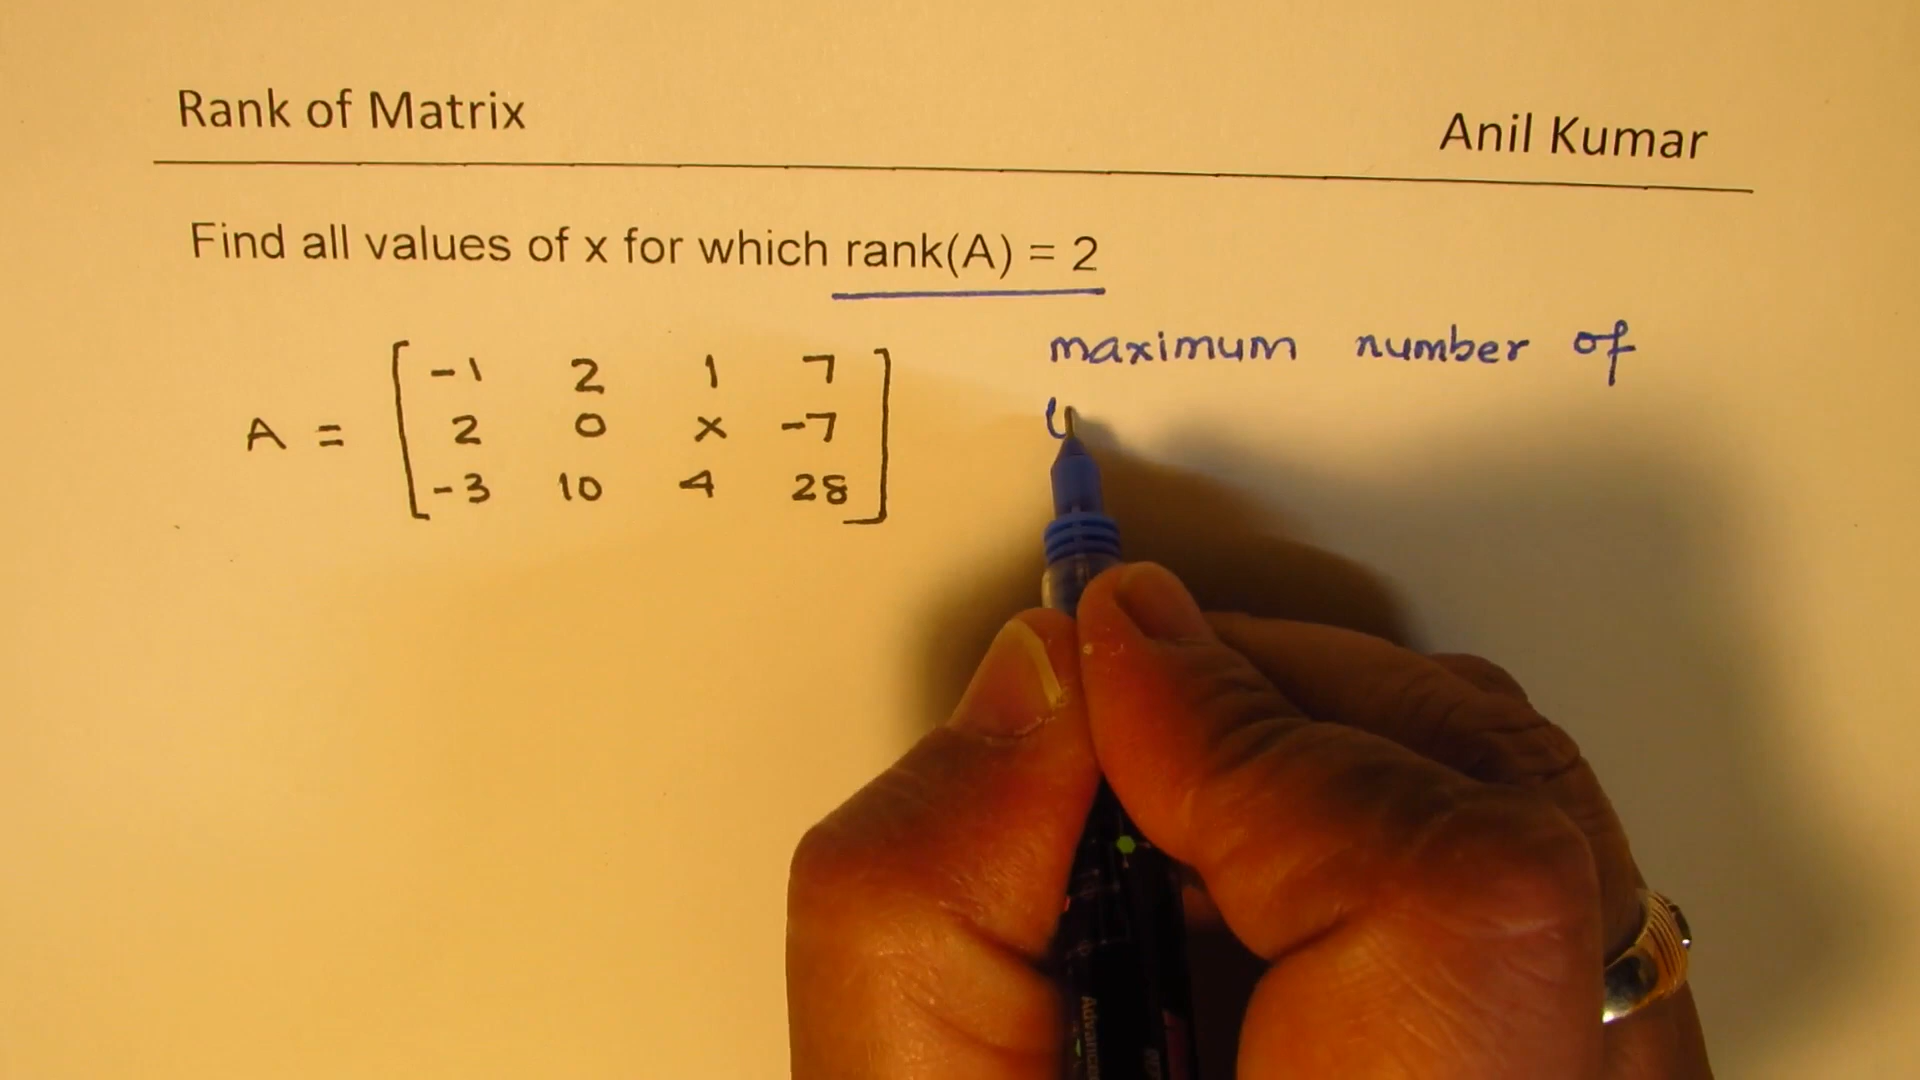 Rank of Matrix
Anil Kumar
Find all values of x for which rank(A) = 2
maximum number of
A = [ -1 2 1 7
2 0 x -7
-3 10 4 28 ]